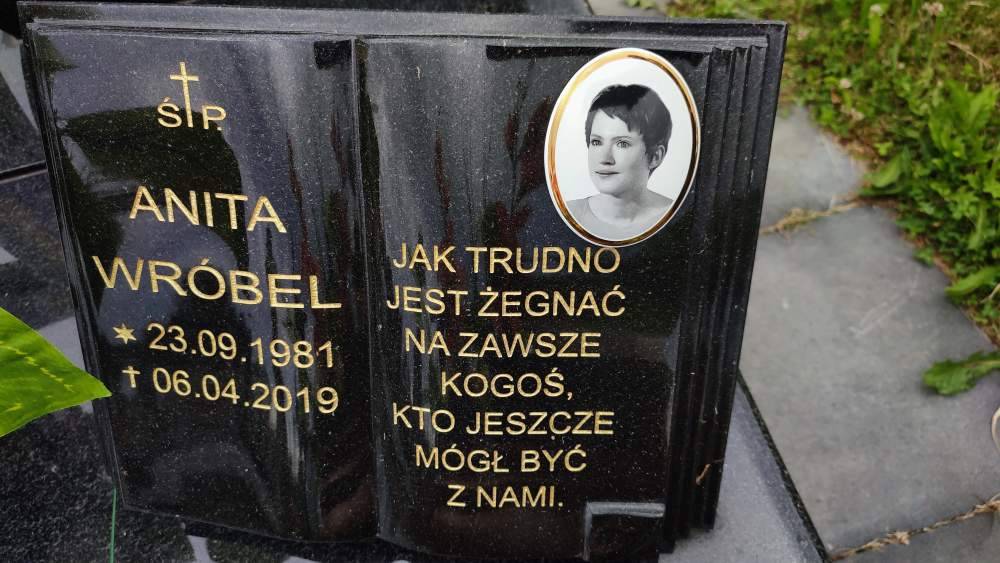 Ś†P.
ANITA
WRÓBEL
✶ 23.09.1981
† 06.04.2019
JAK TRUDNO
JEST ŻEGNAĆ
NA ZAWSZE
KOGOŚ,
KTO JESZCZE
MÓGŁ BYĆ
Z NAMI.